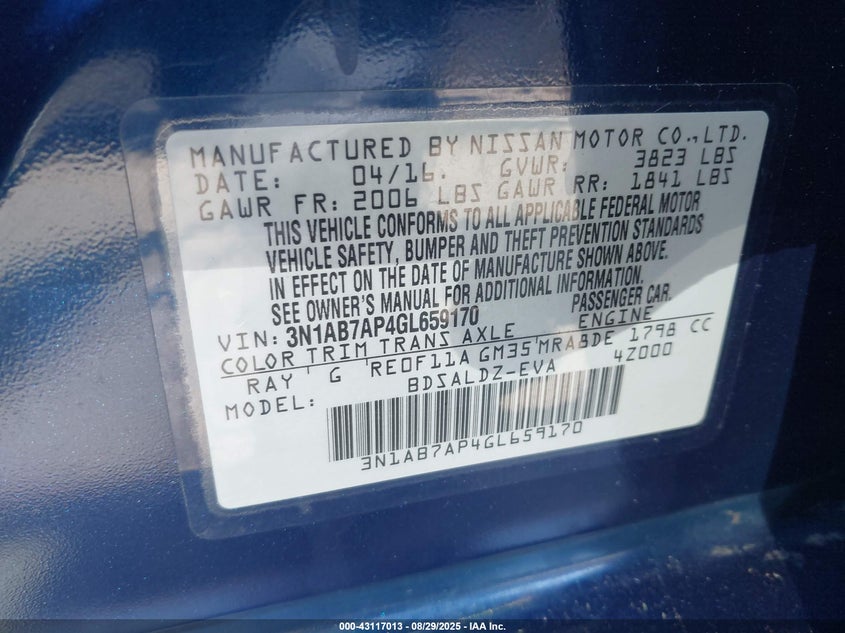 MANUFACTURED BY NISSAN MOTOR CO.,LTD.
DATE: 04/16. GVWR: 3823 LBS
GAWR FR: 2006 LBS GAWR RR: 1841 LBS
THIS VEHICLE CONFORMS TO ALL APPLICABLE FEDERAL MOTOR
VEHICLE SAFETY, BUMPER AND THEFT PREVENTION STANDARDS
IN EFFECT ON THE DATE OF MANUFACTURE SHOWN ABOVE.
SEE OWNER'S MANUAL FOR ADDITIONAL INFORMATION.
VIN: 3N1AB7AP4GL659170 PASSENGER CAR.
COLOR TRIM TRANS AXLE ENGINE
RAY G RE0F11A GM35 MRA8DE 1798 CC
MODEL: BDSALDZ-EVA 4Z000
3N1AB7AP4GL659170
000-43117013 - 08/29/2025 - IAA Inc.